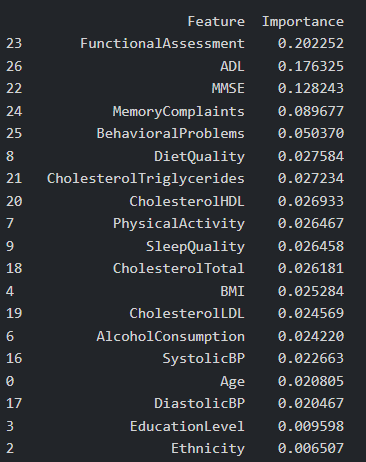 Feature Importance
23 FunctionalAssessment 0.202252
26 ADL 0.176325
22 MMSE 0.128243
24 MemoryComplaints 0.089677
25 BehavioralProblems 0.050370
8 DietQuality 0.027584
21 CholesterolTriglycerides 0.027234
20 CholesterolHDL 0.026933
7 PhysicalActivity 0.026467
9 SleepQuality 0.026458
18 CholesterolTotal 0.026181
4 BMI 0.025284
19 CholesterolLDL 0.024569
6 AlcoholConsumption 0.024220
16 SystolicBP 0.022663
0 Age 0.020805
17 DiastolicBP 0.020467
3 EducationLevel 0.009598
2 Ethnicity 0.006507